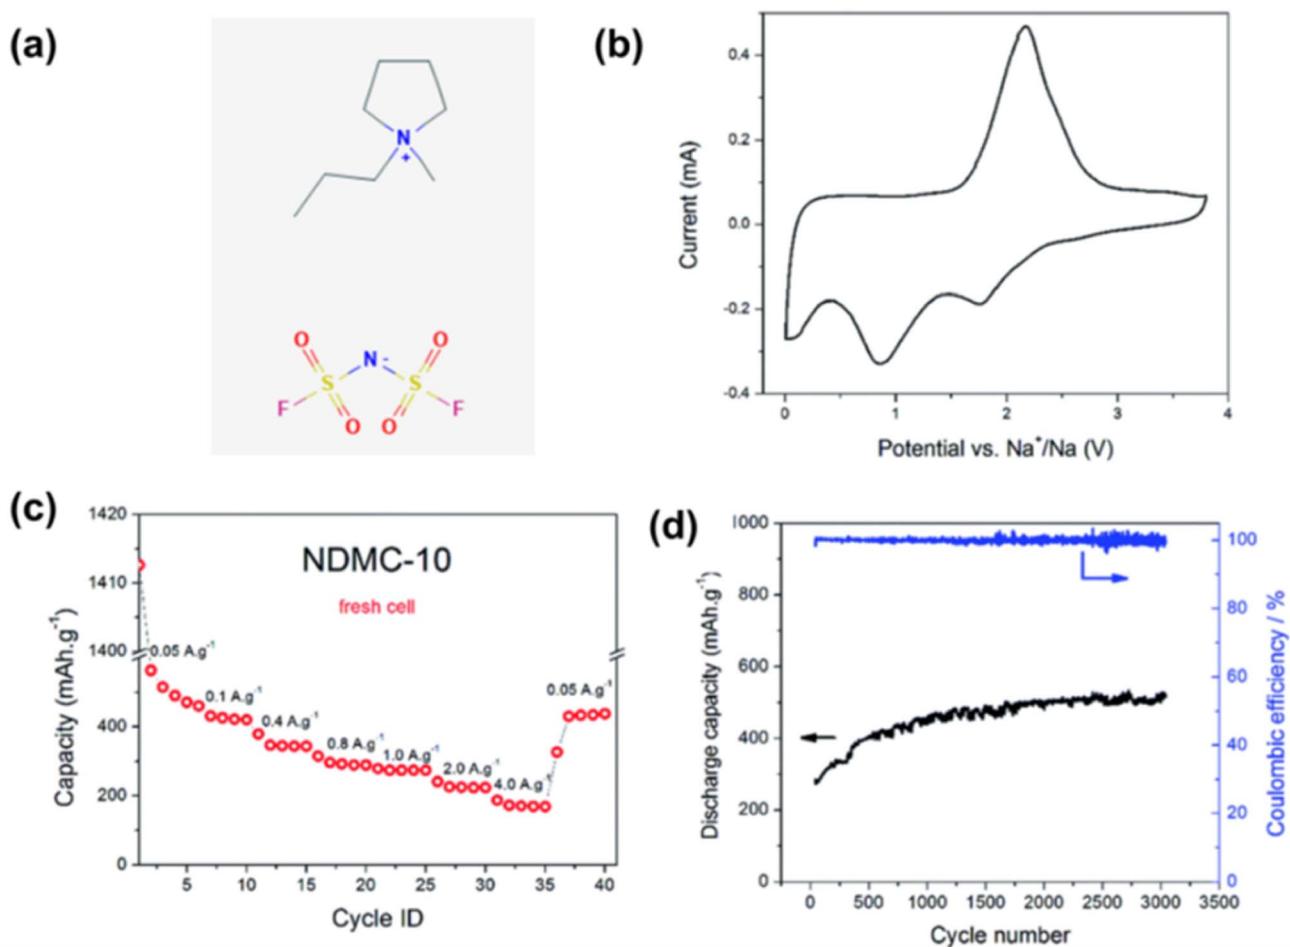 (a)
N
+
O
N
-
O
S
S
F
O
O
F
(b)
0.4
0.2
0.0
-0.2
-0.4
Current (mA)
0
1
2
3
4
Potential vs. Na⁺/Na (V)
(c)
1420
1410
1400
400
200
0
Capacity (mAh.g⁻¹)
NDMC-10
fresh cell
0.05 A.g⁻¹
0.1 A.g⁻¹
0.4 A.g⁻¹
0.8 A.g⁻¹
1.0 A.g⁻¹
2.0 A.g⁻¹
4.0 A.g⁻¹
0.05 A.g⁻¹
5
10
15
20
25
30
35
40
Cycle ID
(d)
1000
800
600
400
200
0
Discharge capacity (mAh.g⁻¹)
100
80
60
40
20
0
Coulombic efficiency / %
0
500
1000
1500
2000
2500
3000
3500
Cycle number